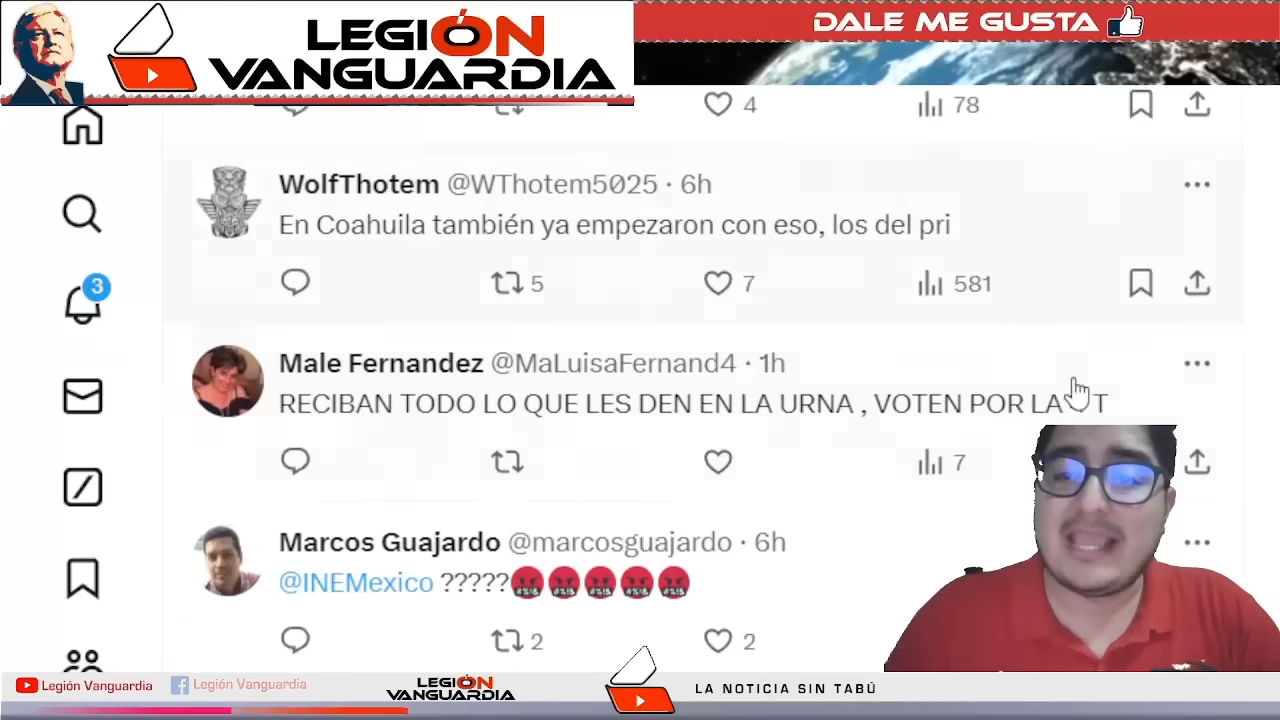 LEGIÓN
VANGUARDIA
DALE ME GUSTA
4
78
WolfThotem @WThotem5025 · 6h
En Coahuila también ya empezaron con eso, los del pri
5
7
581
3
Male Fernandez @MaLuisaFernand4 · 1h
RECIBAN TODO LO QUE LES DEN EN LA URNA , VOTEN POR LA T
7
Marcos Guajardo @marcosguajardo · 6h
@INEMexico ?????
2
2
Legión Vanguardia
Legión Vanguardia
LEGIÓN
VANGUARDIA
LA NOTICIA SIN TABÚ